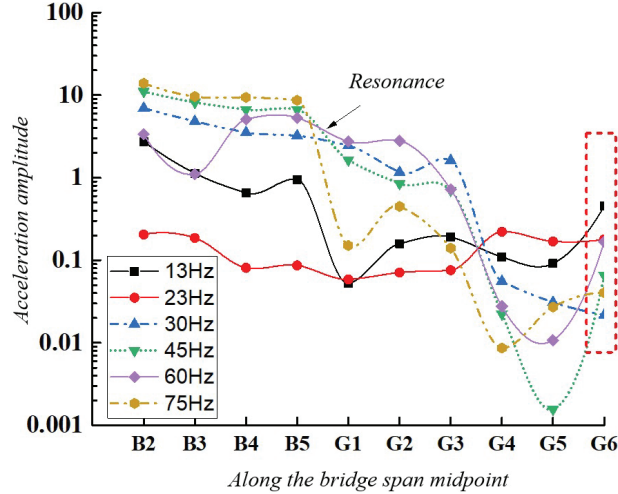 Acceleration amplitude
100
10
1
0.1
0.01
0.001
Resonance
13Hz
23Hz
30Hz
45Hz
60Hz
75Hz
B2 B3 B4 B5 G1 G2 G3 G4 G5 G6
Along the bridge span midpoint